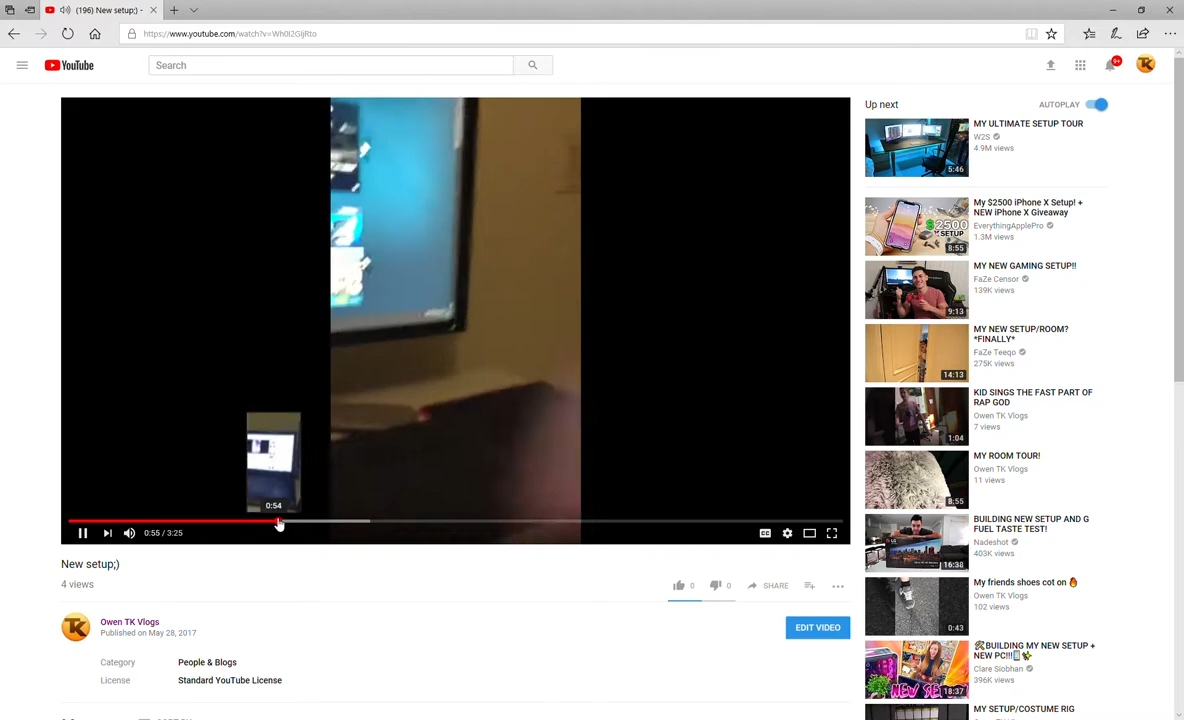 (196) New setup;) -
https://www.youtube.com/watch?v=Wh0I2GIjRto
YouTube
Search
9+
TK
Up next
AUTOPLAY
MY ULTIMATE SETUP TOUR
W2S
4.9M views
5:46
My $2500 iPhone X Setup! +
NEW iPhone X Giveaway
EverythingApplePro
1.3M views
$2500
SETUP
8:55
MY NEW GAMING SETUP!!
FaZe Censor
139K views
9:13
MY NEW SETUP/ROOM?
*FINALLY*
FaZe Teeqo
275K views
14:13
KID SINGS THE FAST PART OF
RAP GOD
Owen TK Vlogs
7 views
1:04
MY ROOM TOUR!
Owen TK Vlogs
11 views
8:55
BUILDING NEW SETUP AND G
FUEL TASTE TEST!
Nadeshot
403K views
16:38
My friends shoes cot on🔥
Owen TK Vlogs
102 views
0:43
BUILDING MY NEW SETUP +
NEW PC!!!
Clare Siobhan
396K views
NEW SE
18:37
MY SETUP/COSTUME RIG
0:54
0:55 / 3:25
CC
New setup;)
4 views
0
0
SHARE
TK
Owen TK Vlogs
Published on May 28, 2017
EDIT VIDEO
Category
People & Blogs
License
Standard YouTube License